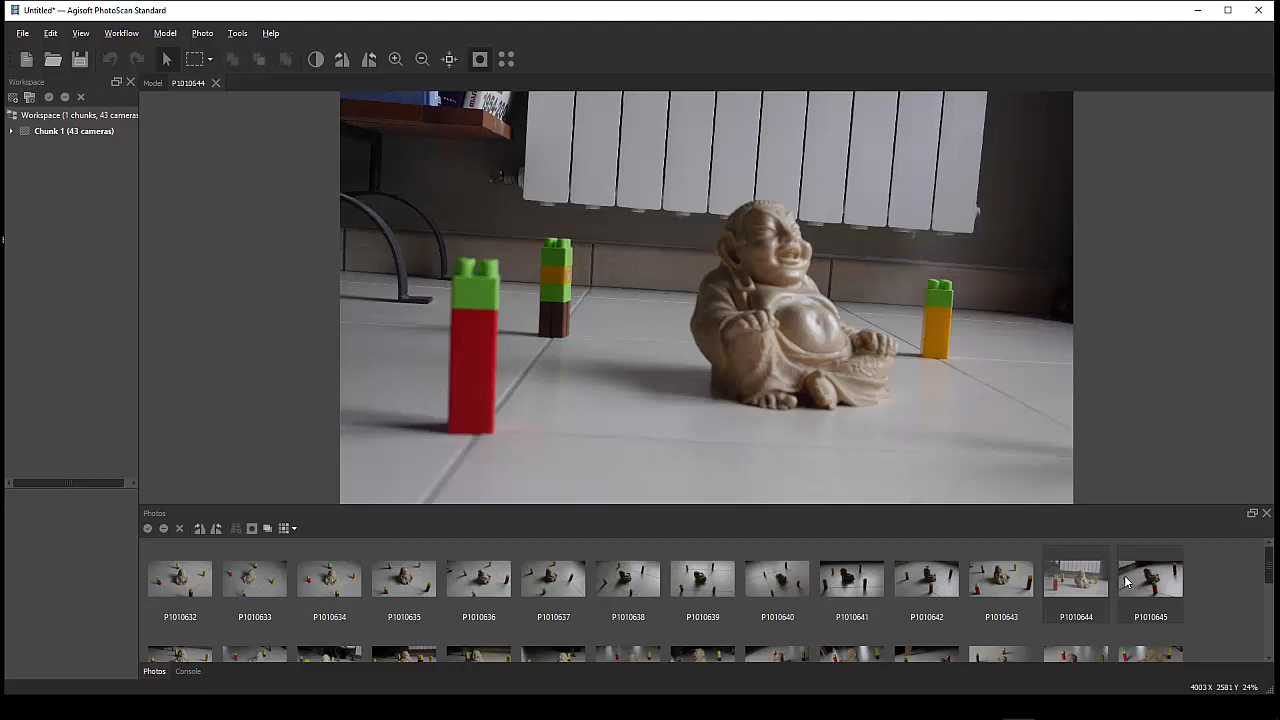 Untitled* — Agisoft PhotoScan Standard
File Edit View Workflow Model Photo Tools Help
Workspace
Model P1010644
Workspace (1 chunks, 43 cameras
Chunk 1 (43 cameras)
Photos
P1010632 P1010633 P1010634 P1010635 P1010636 P1010637 P1010638 P1010639 P1010640 P1010641 P1010642 P1010643 P1010644 P1010645
Photos Console
4003 X 2581 Y 24%